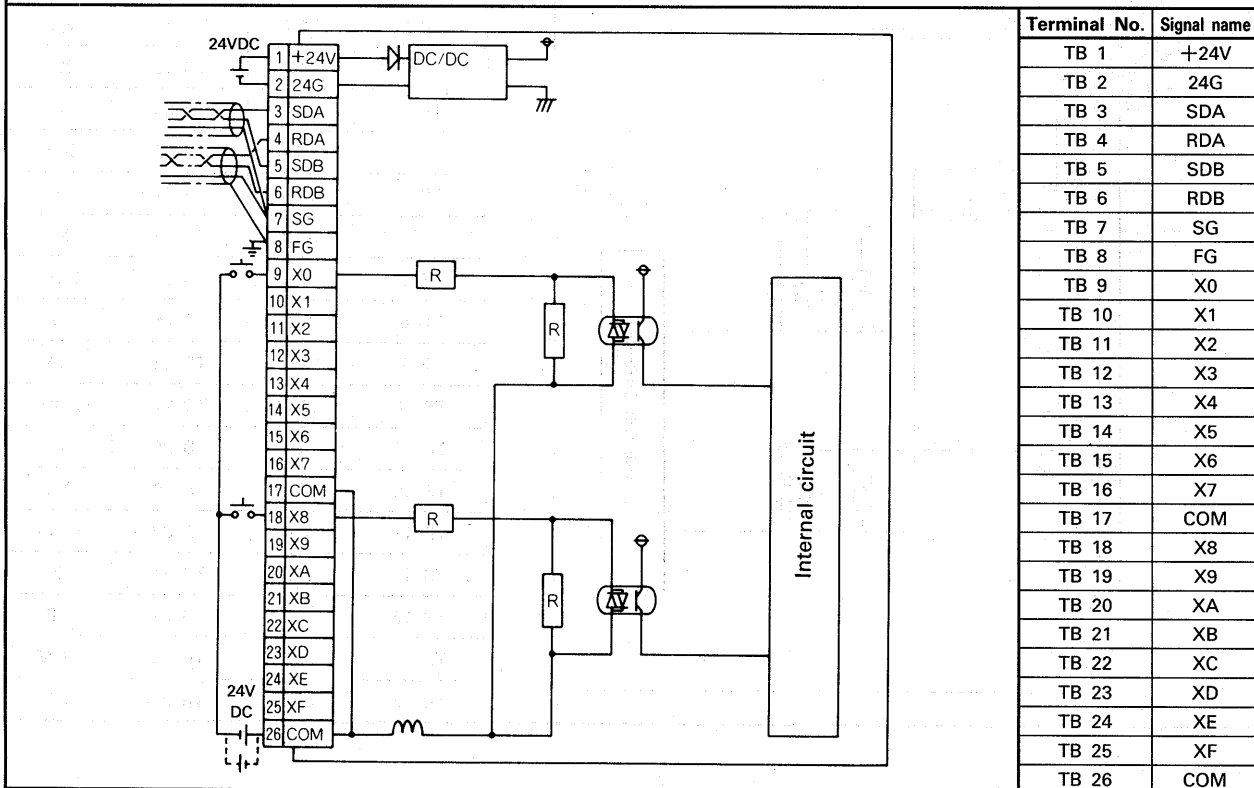 24VDC
1 +24V
DC/DC
2 24G
3 SDA
4 RDA
5 SDB
6 RDB
7 SG
8 FG
9 X0
R
10 X1
11 X2
R
12 X3
13 X4
14 X5
15 X6
16 X7
17 COM
18 X8
R
19 X9
20 XA
21 XB
R
22 XC
23 XD
24 XE
25 XF
26 COM
24V
DC
Internal circuit
Terminal No. Signal name
TB 1 +24V
TB 2 24G
TB 3 SDA
TB 4 RDA
TB 5 SDB
TB 6 RDB
TB 7 SG
TB 8 FG
TB 9 X0
TB 10 X1
TB 11 X2
TB 12 X3
TB 13 X4
TB 14 X5
TB 15 X6
TB 16 X7
TB 17 COM
TB 18 X8
TB 19 X9
TB 20 XA
TB 21 XB
TB 22 XC
TB 23 XD
TB 24 XE
TB 25 XF
TB 26 COM